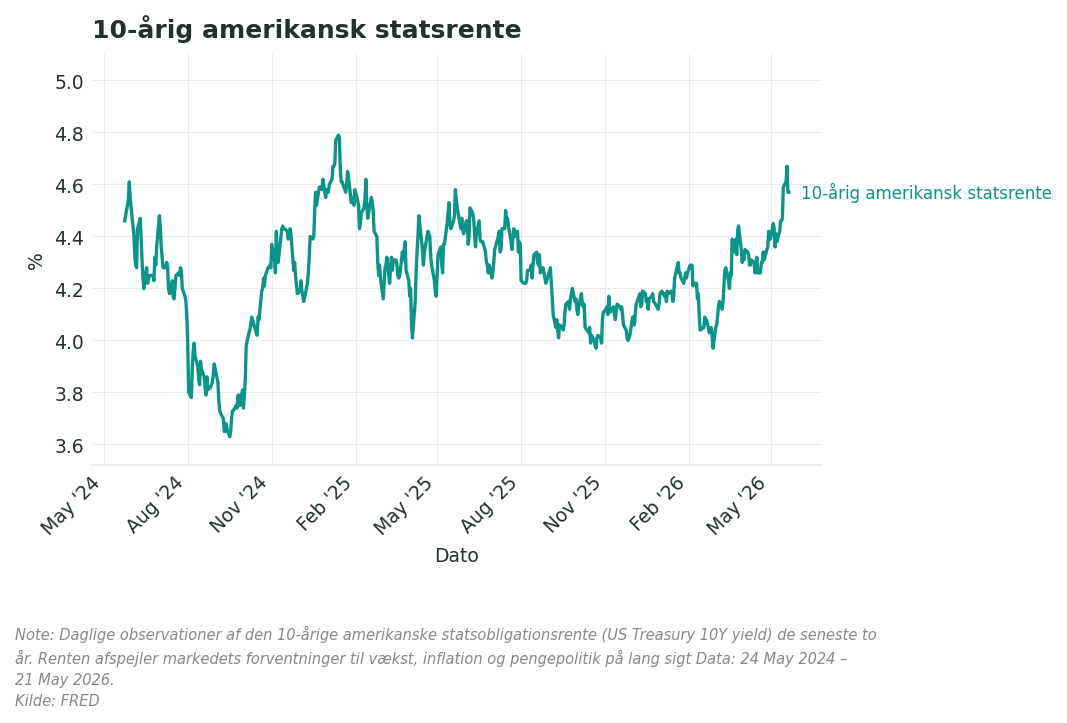 10-årig amerikansk statsrente
5.0
4.8
4.6
4.4
4.2
4.0
3.8
3.6
%
10-årig amerikansk statsrente
May '24
Aug '24
Nov '24
Feb '25
May '25
Aug '25
Nov '25
Feb '26
May '26
Dato
Note: Daglige observationer af den 10-årige amerikanske statsobligationsrente (US Treasury 10Y yield) de seneste to
år. Renten afspejler markedets forventninger til vækst, inflation og pengepolitik på lang sigt Data: 24 May 2024 –
21 May 2026.
Kilde: FRED